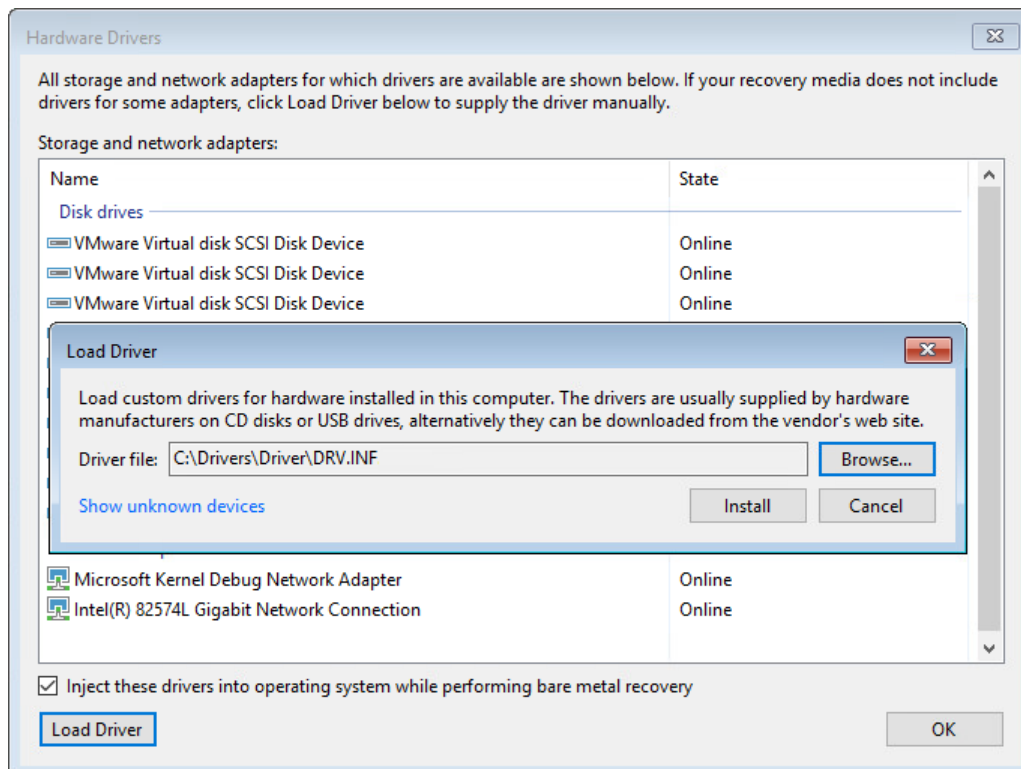 Hardware Drivers
All storage and network adapters for which drivers are available are shown below. If your recovery media does not include
drivers for some adapters, click Load Driver below to supply the driver manually.
Storage and network adapters:
Name State
Disk drives
VMware Virtual disk SCSI Disk Device Online
VMware Virtual disk SCSI Disk Device Online
VMware Virtual disk SCSI Disk Device Online
Load Driver
Load custom drivers for hardware installed in this computer. The drivers are usually supplied by hardware
manufacturers on CD disks or USB drives, alternatively they can be downloaded from the vendor's web site.
Driver file: C:\Drivers\Driver\DRV.INF Browse...
Show unknown devices Install Cancel
Microsoft Kernel Debug Network Adapter Online
Intel(R) 82574L Gigabit Network Connection Online
Inject these drivers into operating system while performing bare metal recovery
Load Driver OK